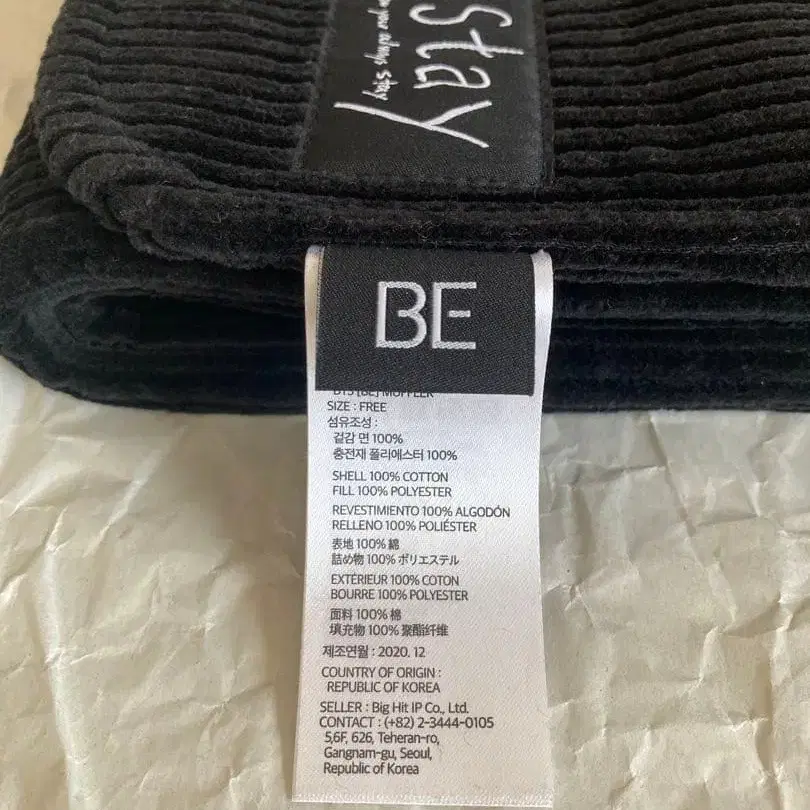 stay
your always stay
BE
BTS [BE] MUFFLER
SIZE : FREE
섬유조성 :
겉감 면 100%
충전재 폴리에스터 100%
SHELL 100% COTTON
FILL 100% POLYESTER
REVESTIMIENTO 100% ALGODÓN
RELLENO 100% POLIÉSTER
表地 100% 綿
詰め物 100% ポリエステル
EXTÉRIEUR 100% COTON
BOURRE 100% POLYESTER
面料 100% 棉
填充物 100% 聚酯纤维
제조연월 : 2020. 12
COUNTRY OF ORIGIN :
REPUBLIC OF KOREA
SELLER : Big Hit IP Co., Ltd.
CONTACT : (+82) 2-3444-0105
5,6F, 626, Teheran-ro,
Gangnam-gu, Seoul,
Republic of Korea